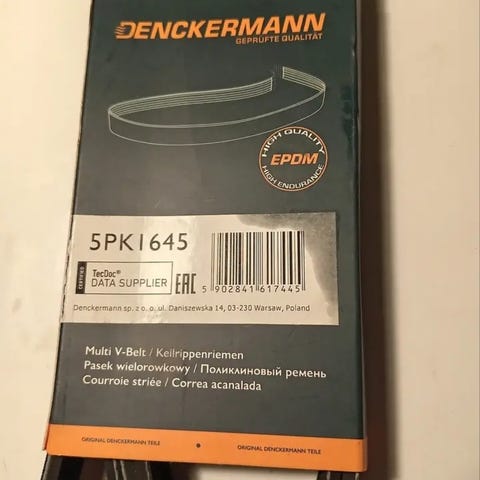 DENCKERMANN
GEPRÜFTE QUALITÄT
HIGH QUALITY
EPDM
HIGH ENDURANCE
5PK1645
CERTIFIED
TecDoc®
DATA SUPPLIER
EAC
5 902841 617445
Denckermann sp. z o. o. ul. Daniszewska 14, 03-230 Warsaw, Poland
Multi V-Belt / Keilrippenriemen
Pasek wielorowkowy / Поликлиновый ремень
Courroie striée / Correa acanalada
ORIGINAL DENCKERMANN TEILE • ORIGINAL DENCKERMANN TEILE